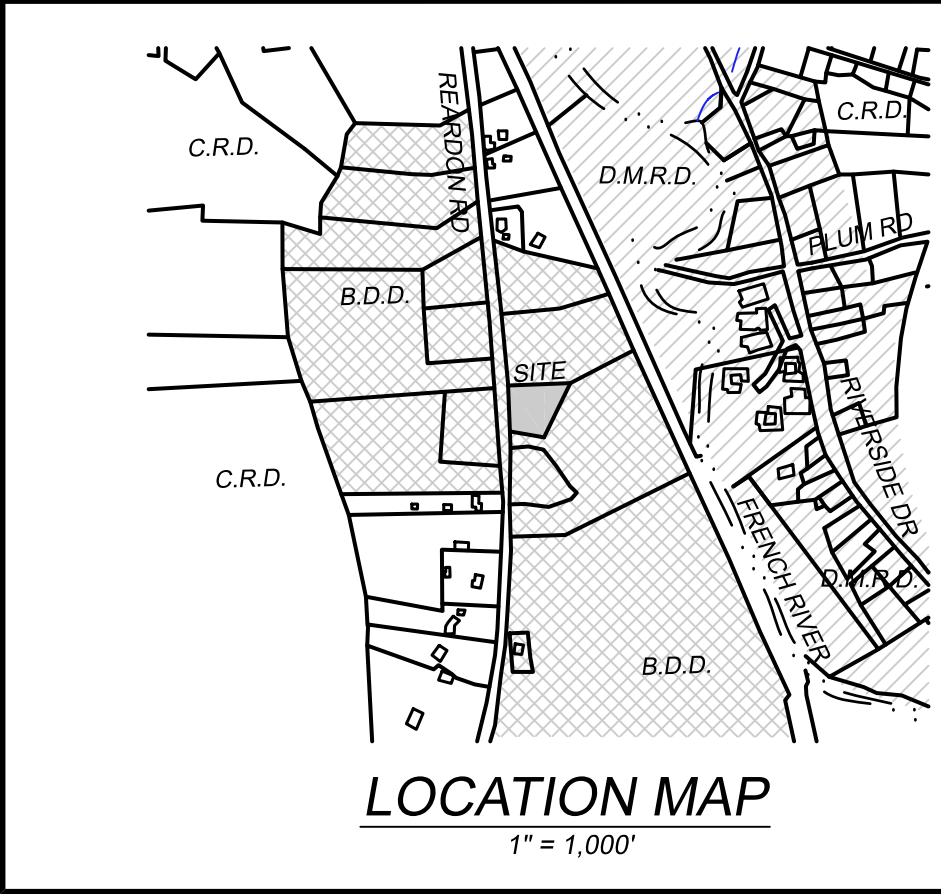 REARDON RD
C.R.D.
C.R.D.
D.M.R.D.
PLUM RD
B.D.D.
SITE
RIVERSIDE DR
C.R.D.
FRENCH RIVER
D.M.R.D.
B.D.D.
LOCATION MAP
1" = 1,000'